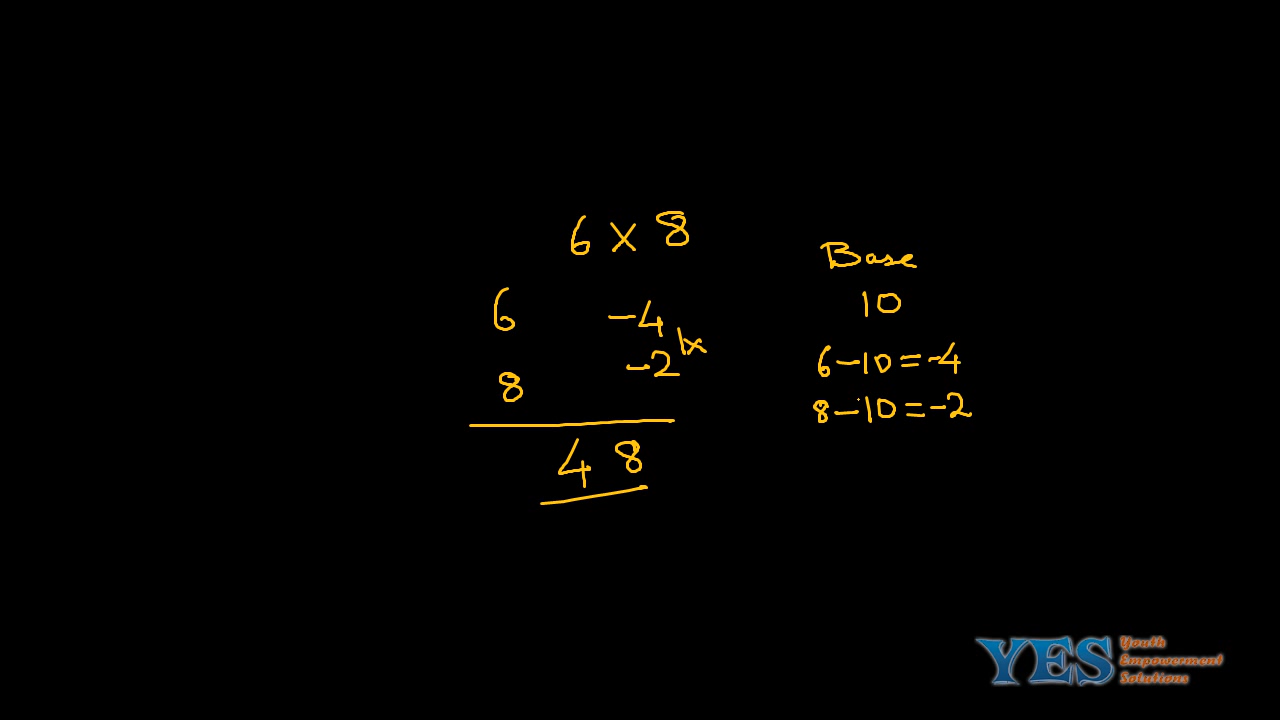 6 × 8
6 -4
8 -2 ×
48
Base
10
6-10=-4
8-10=-2
YES Youth
Empowerment
Solutions